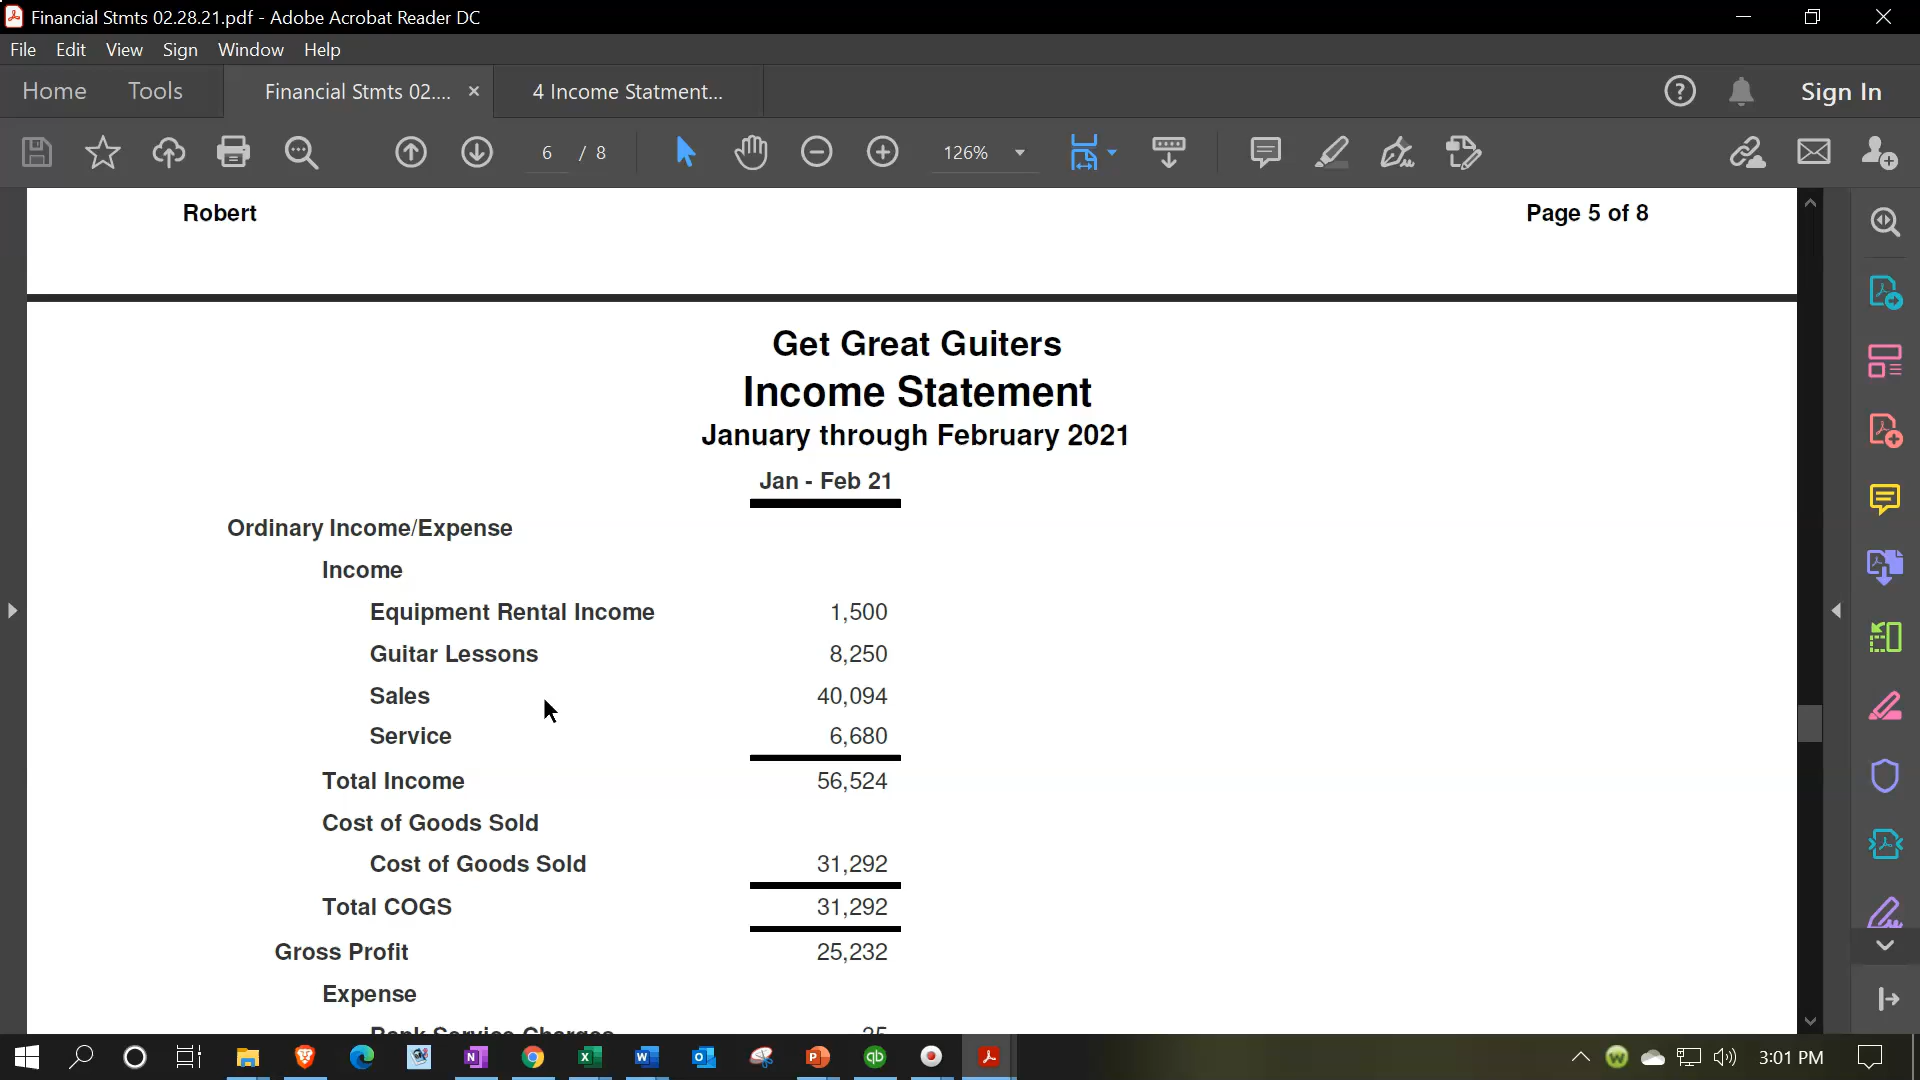 Financial Stmts 02.28.21.pdf - Adobe Acrobat Reader DC
File Edit View Sign Window Help
Home Tools Financial Stmts 02.... × 4 Income Statment... Sign In
6 / 8 126%
Robert Page 5 of 8
Get Great Guiters
Income Statement
January through February 2021
Jan - Feb 21
Ordinary Income/Expense
Income
Equipment Rental Income 1,500
Guitar Lessons 8,250
Sales 40,094
Service 6,680
Total Income 56,524
Cost of Goods Sold
Cost of Goods Sold 31,292
Total COGS 31,292
Gross Profit 25,232
Expense
Bank Service Charges
3:01 PM